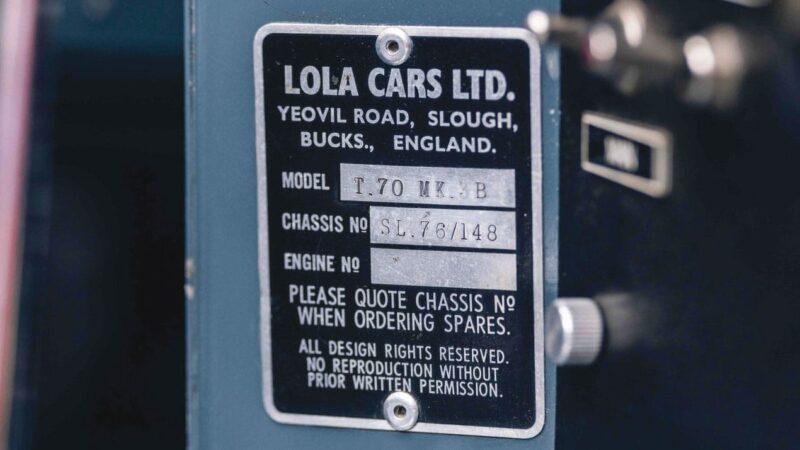 LOLA CARS LTD.
YEOVIL ROAD, SLOUGH,
BUCKS., ENGLAND.
MODEL T.70 MK.3B
CHASSIS Nº SL.76/148
ENGINE Nº
PLEASE QUOTE CHASSIS Nº
WHEN ORDERING SPARES.
ALL DESIGN RIGHTS RESERVED.
NO REPRODUCTION WITHOUT
PRIOR WRITTEN PERMISSION.